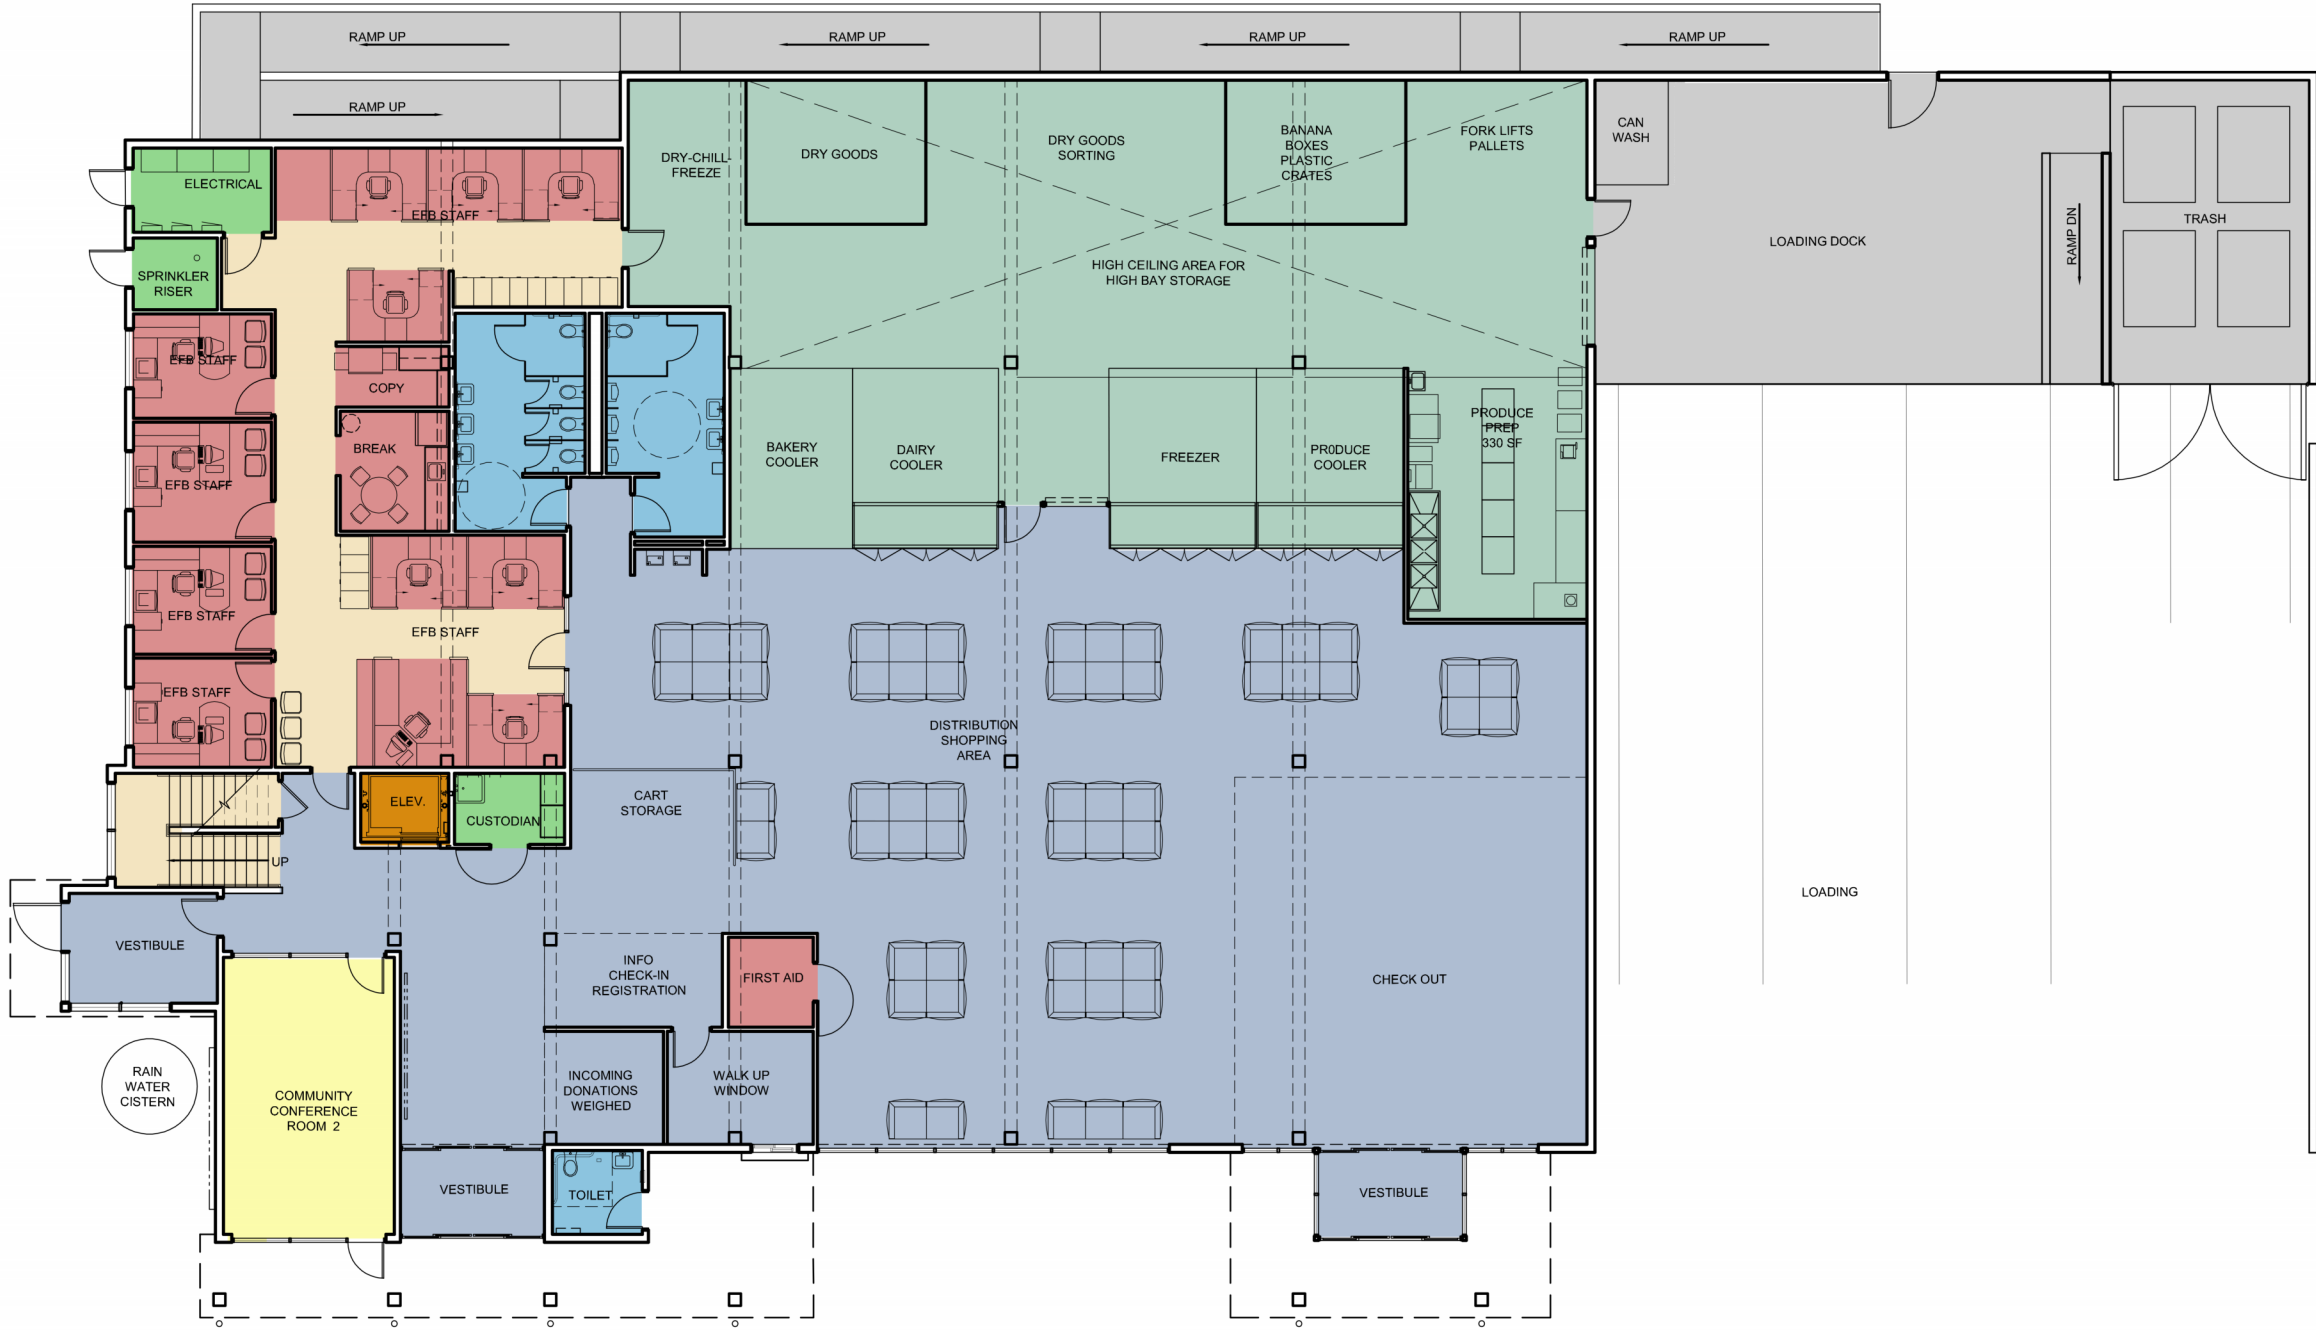 RAMP UP
RAMP UP
RAMP UP
RAMP UP
RAMP UP
ELECTRICAL
EFB STAFF
DRY-CHILL-
FREEZE
DRY GOODS
DRY GOODS
SORTING
BANANA
BOXES
PLASTIC
CRATES
FORK LIFTS
PALLETS
CAN
WASH
LOADING DOCK
RAMP DN
TRASH
SPRINKLER
RISER
HIGH CEILING AREA FOR
HIGH BAY STORAGE
EFB STAFF
COPY
BREAK
EFB STAFF
BAKERY
COOLER
DAIRY
COOLER
FREEZER
PR0DUCE
COOLER
PRODUCE
PREP
330 SF
EFB STAFF
EFB STAFF
EFB STAFF
DISTRIBUTION
SHOPPING
AREA
ELEV.
CUSTODIAN
CART
STORAGE
UP
LOADING
VESTIBULE
INFO
CHECK-IN
REGISTRATION
FIRST AID
CHECK OUT
RAIN
WATER
CISTERN
COMMUNITY
CONFERENCE
ROOM 2
INCOMING
DONATIONS
WEIGHED
WALK UP
WINDOW
VESTIBULE
TOILET
VESTIBULE